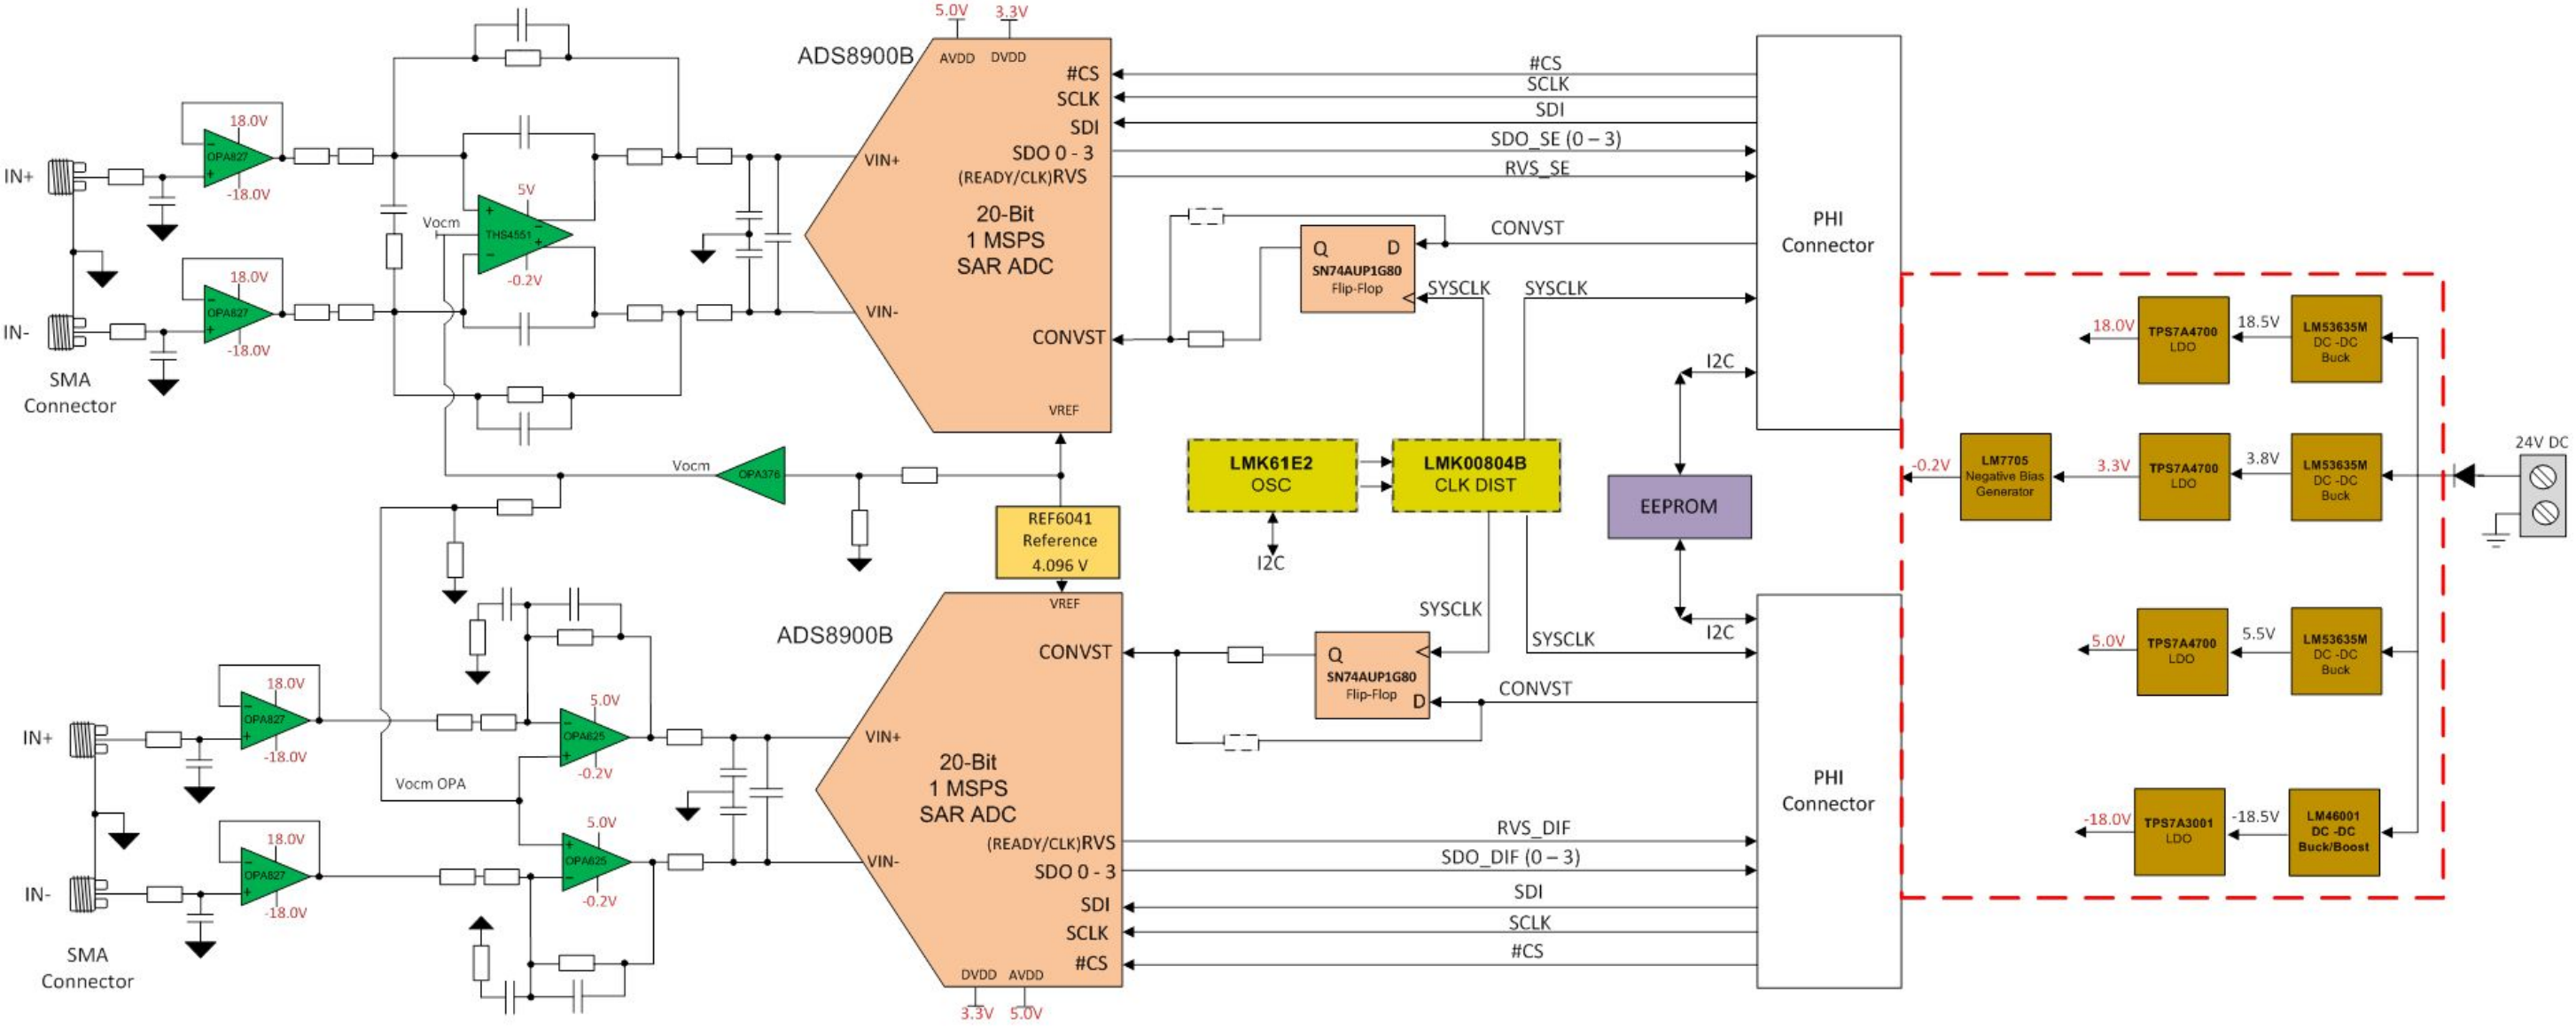 5.0V
3.3V
ADS8900B
AVDD
DVDD
#CS
SCLK
SDI
SDO 0 - 3
(READY/CLK)RVS
VIN+
VIN-
20-Bit
1 MSPS
SAR ADC
CONVST
VREF
IN+
IN-
SMA
Connector
18.0V
OPA827
-18.0V
18.0V
OPA827
-18.0V
Vocm
5V
THS4551
-0.2V
#CS
SCLK
SDI
SDO_SE (0 – 3)
RVS_SE
CONVST
Q
D
SN74AUP1G80
Flip-Flop
SYSCLK
SYSCLK
PHI
Connector
I2C
Vocm
OPA376
REF6041
Reference
4.096 V
LMK61E2
OSC
I2C
LMK00804B
CLK DIST
EEPROM
I2C
18.0V
TPS7A4700
LDO
18.5V
LM53635M
DC -DC
Buck
-0.2V
LM7705
Negative Bias
Generator
3.3V
TPS7A4700
LDO
3.8V
LM53635M
DC -DC
Buck
24V DC
5.0V
TPS7A4700
LDO
5.5V
LM53635M
DC -DC
Buck
-18.0V
TPS7A3001
LDO
-18.5V
LM46001
DC -DC
Buck/Boost
VREF
ADS8900B
CONVST
VIN+
VIN-
20-Bit
1 MSPS
SAR ADC
(READY/CLK)RVS
SDO 0 - 3
SDI
SCLK
#CS
DVDD
AVDD
3.3V
5.0V
IN+
IN-
SMA
Connector
18.0V
OPA827
-18.0V
18.0V
OPA827
-18.0V
Vocm OPA
5.0V
OPA625
-0.2V
5.0V
OPA625
-0.2V
SYSCLK
SYSCLK
Q
SN74AUP1G80
Flip-Flop
D
CONVST
PHI
Connector
RVS_DIF
SDO_DIF (0 – 3)
SDI
SCLK
#CS